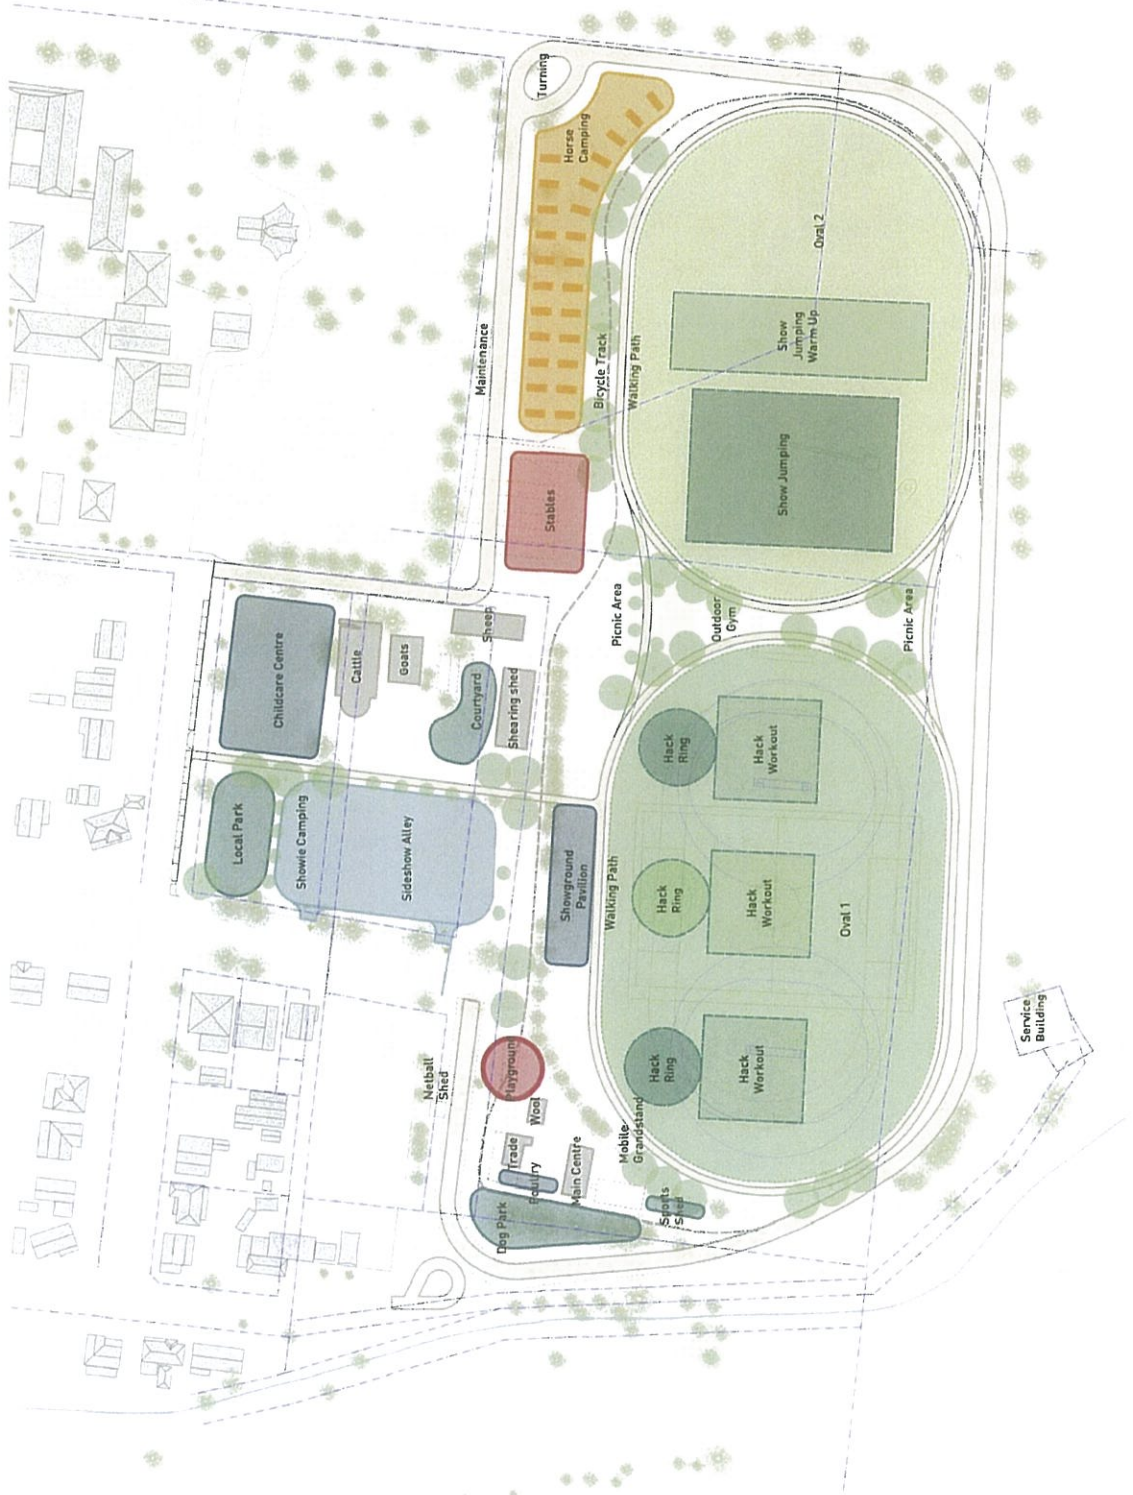 Local Park
Childcare Centre
Showie Camping
Cattle
Sideshow Alley
Goats
Netball
Shed
Courtyard
Maintenance
Sheep
Dog Park
Playground
Trade
Shearing shed
Poultry
Wool
Turning
Stables
Showground
Pavilion
Horse
Camping
Main Centre
Bicycle Track
Walking Path
Picnic Area
Mobile
Grandstand
Walking Path
Sports
Shed
Hack
Ring
Hack
Ring
Hack
Ring
Outdoor
Gym
Hack
Workout
Hack
Workout
Hack
Workout
Show Jumping
Show
Jumping
Warm Up
Oval 2
Oval 1
Picnic Area
Service
Building